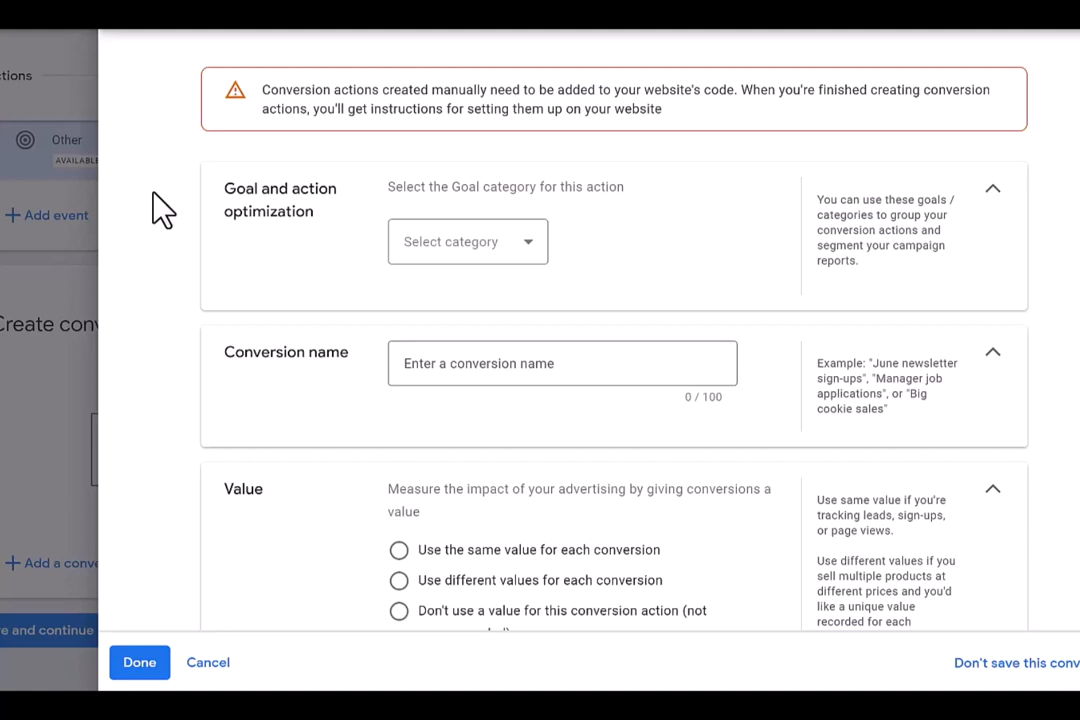 ctions
Other
AVAILABLE
Add event
Create conv
Add a conve
e and continue
Conversion actions created manually need to be added to your website's code. When you're finished creating conversion
actions, you'll get instructions for setting them up on your website
Goal and action
optimization
Select the Goal category for this action
Select category
You can use these goals /
categories to group your
conversion actions and
segment your campaign
reports.
Conversion name
Enter a conversion name
0 / 100
Example: "June newsletter
sign-ups", "Manager job
applications", or "Big
cookie sales"
Value
Measure the impact of your advertising by giving conversions a
value
Use the same value for each conversion
Use different values for each conversion
Don't use a value for this conversion action (not
Use same value if you're
tracking leads, sign-ups,
or page views.
Use different values if you
sell multiple products at
different prices and you'd
like a unique value
recorded for each
Done
Cancel
Don't save this conv